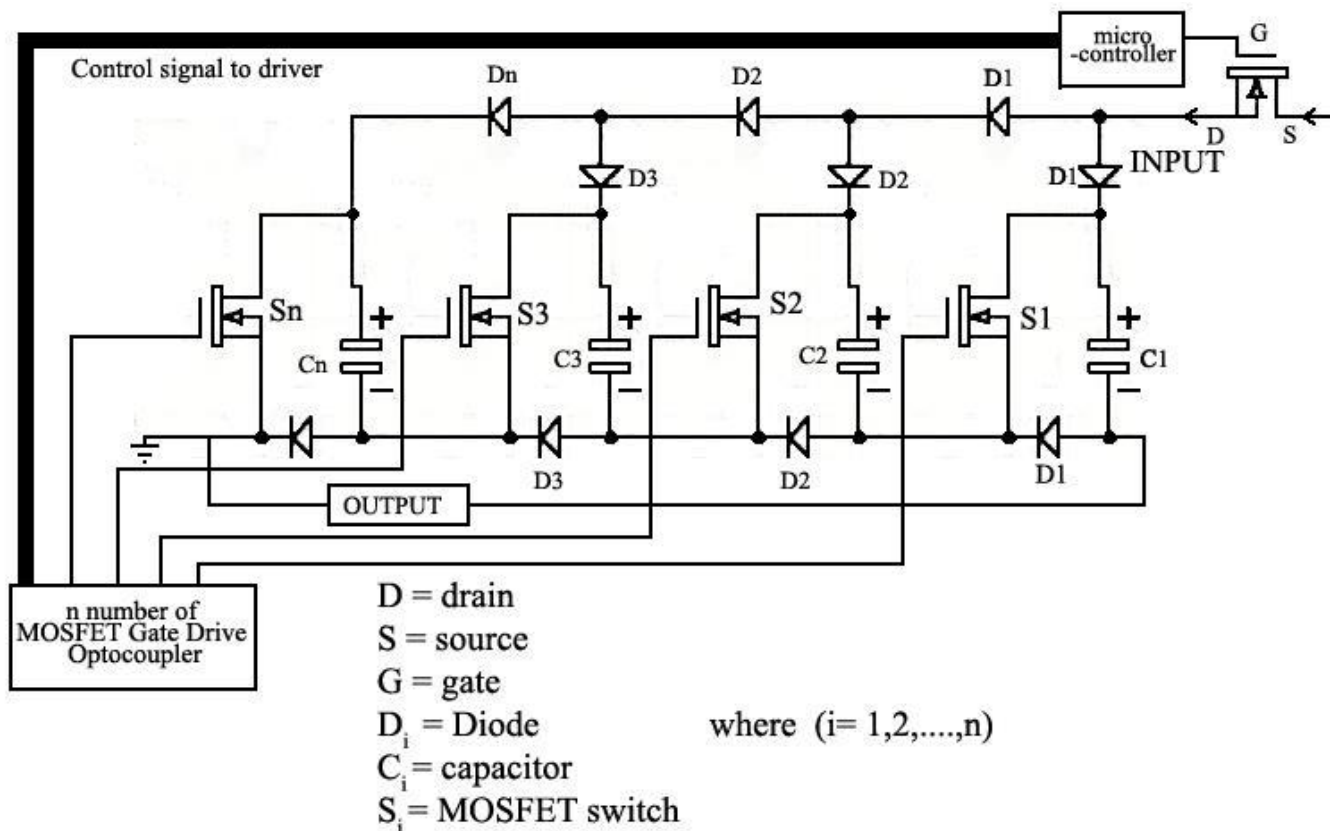 micro
-controller
G
Control signal to driver
Dn
D2
D1
D
S
INPUT
D3
D2
D1
Sn
S3
S2
S1
+
+
+
+
Cn
C3
C2
C1
−
−
−
−
D3
D2
D1
OUTPUT
n number of
MOSFET Gate Drive
Optocoupler
D = drain
S = source
G = gate
Di = Diode where (i= 1,2,....,n)
Ci = capacitor
Si = MOSFET switch